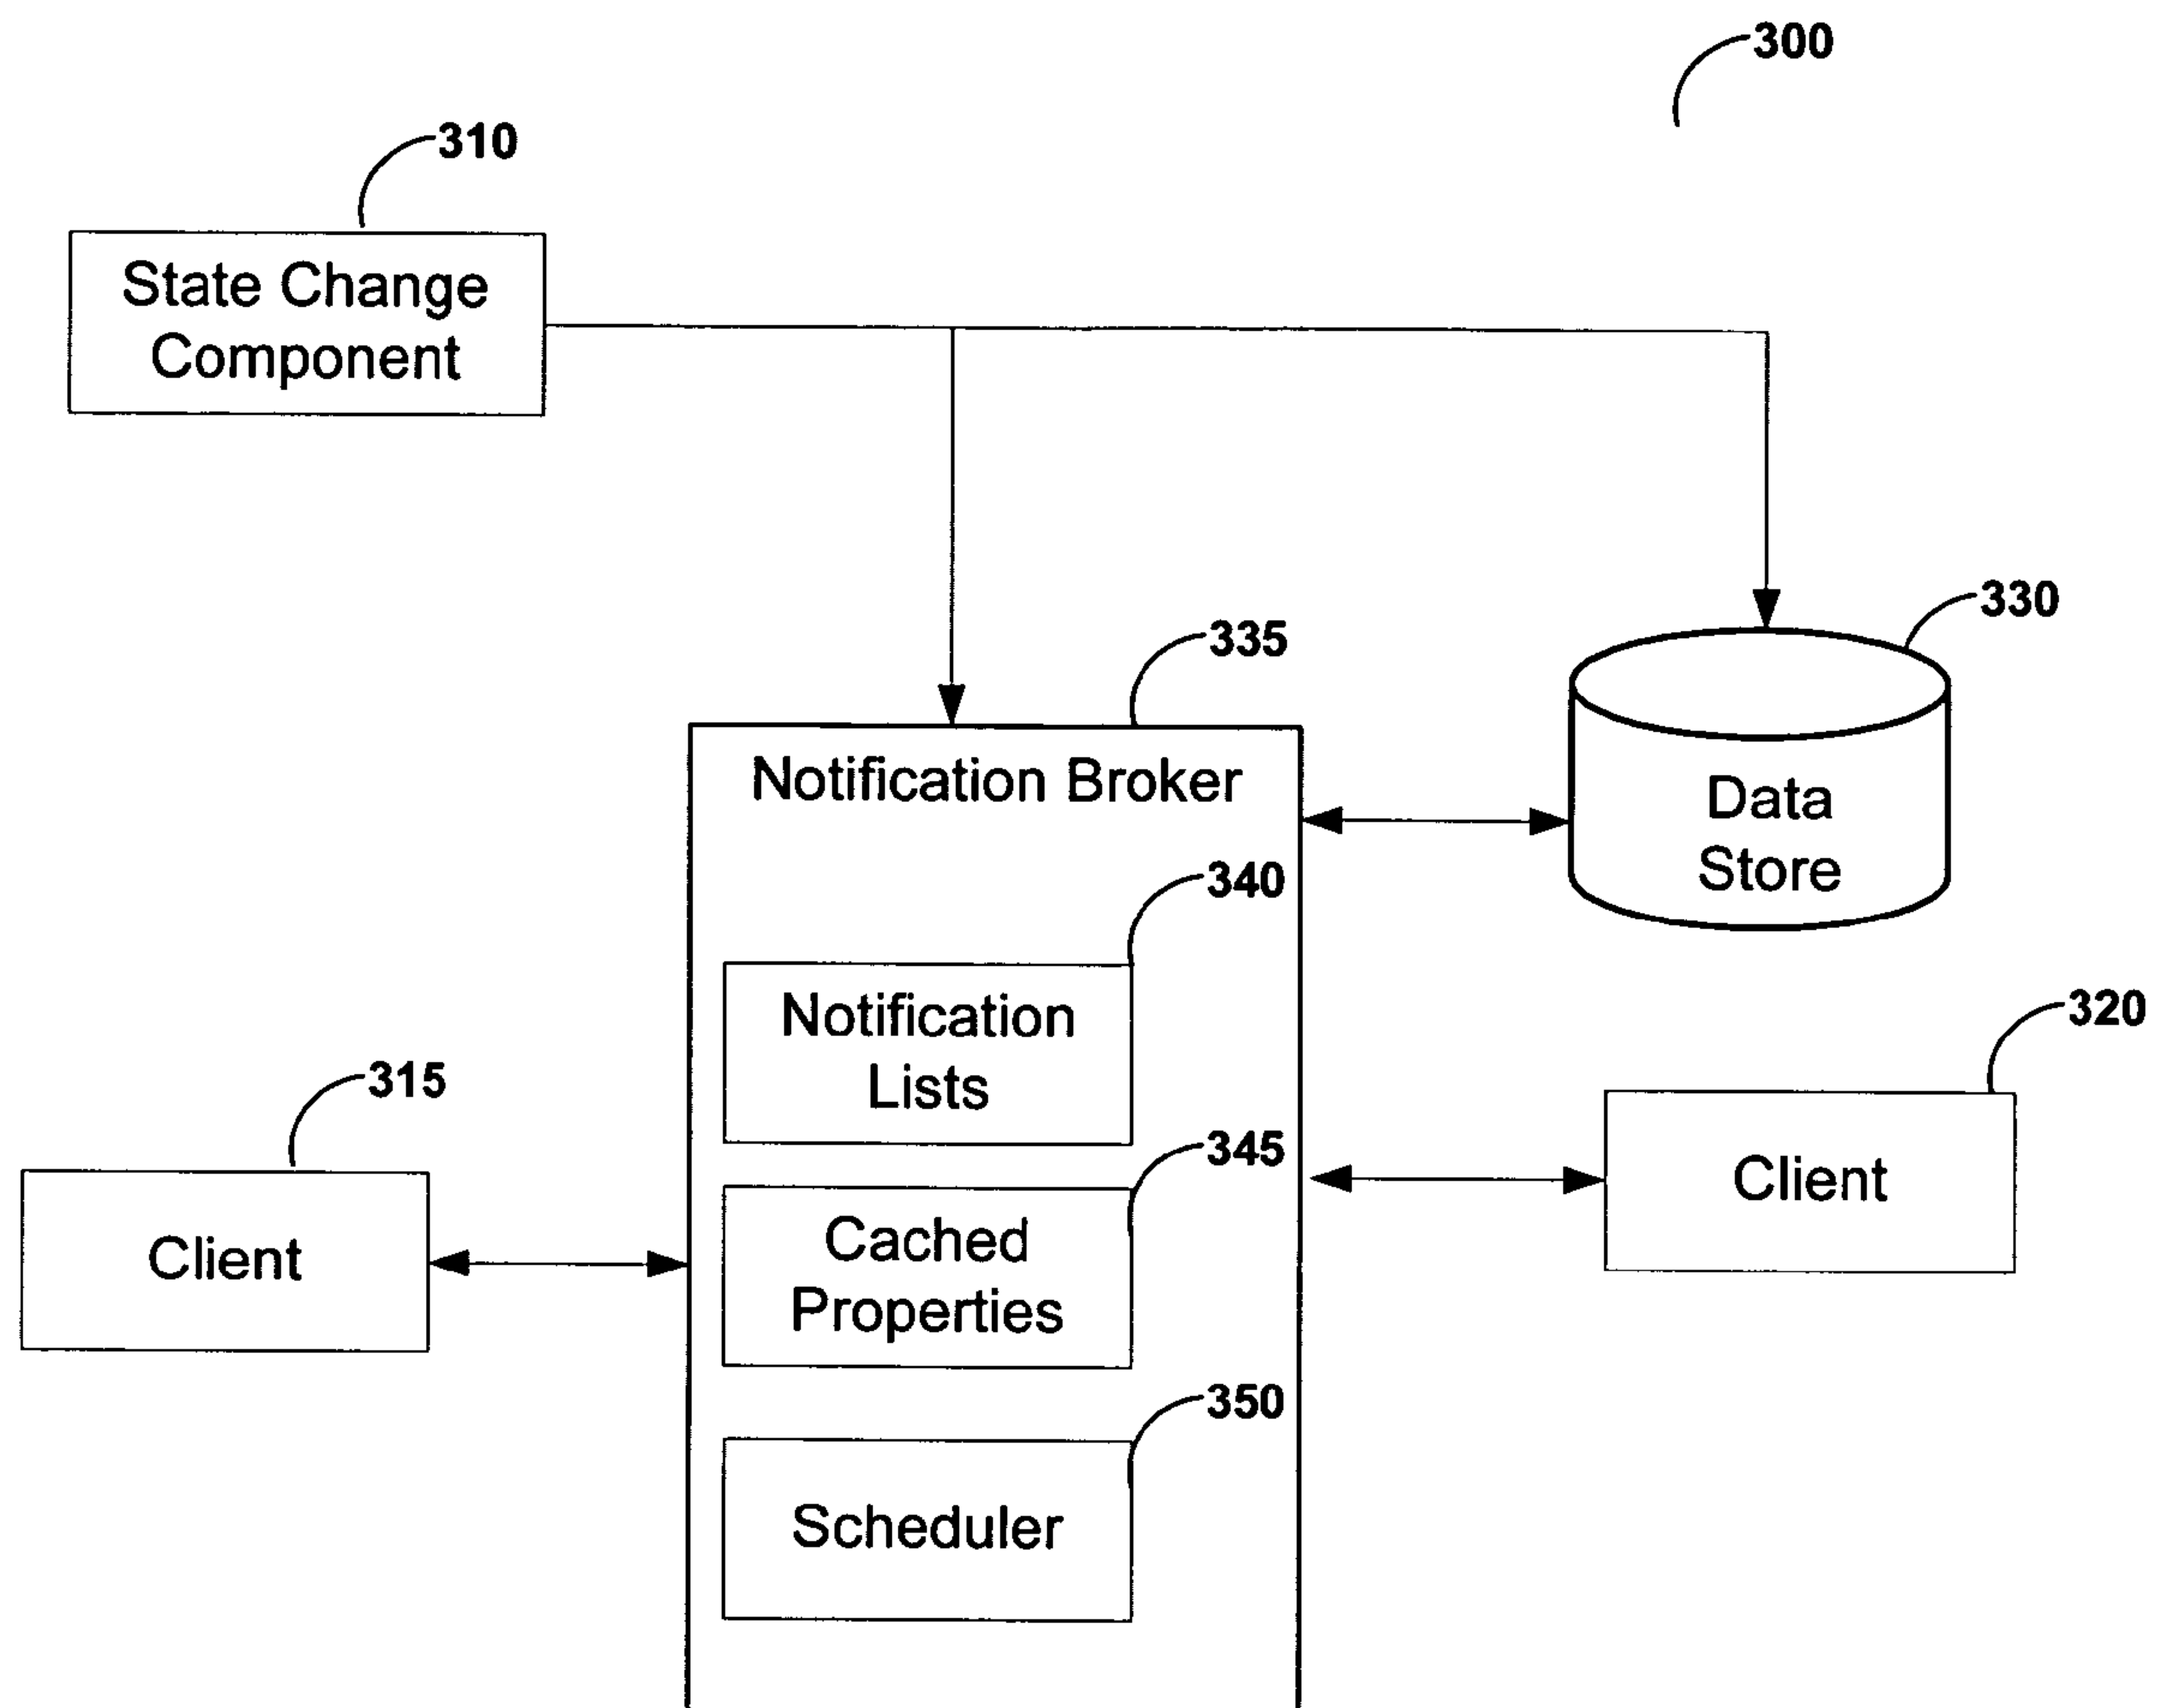 300
310
State Change
Component
330
335
Notification Broker
Data
Store
340
Notification
Lists
320
Client
315
Client
345
Cached
Properties
350
Scheduler